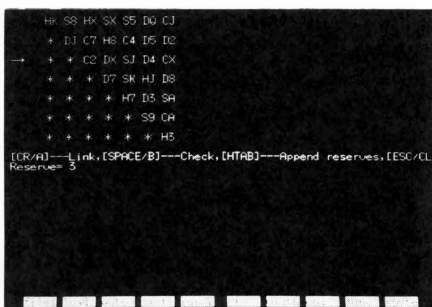 HK S8 HX SX S5 DQ CJ
* DJ C7 H8 C4 D5 D2
→ * * C2 DX SJ D4 CX
* * * D7 SK HJ D8
* * * * H7 D3 SA
* * * * * S9 CA
* * * * * * H3
[CR/A]---Link,[SPACE/B]---Check,[HTAB]---Append reserves,[ESC/CL
Reserve= 3